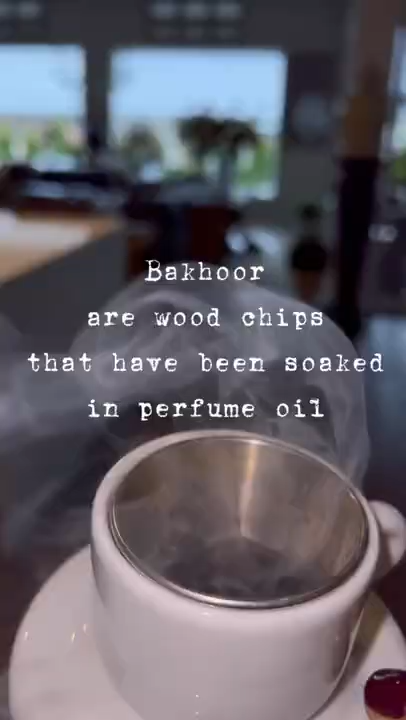 Bakhoor
are wood chips
that have been soaked
in perfume oil